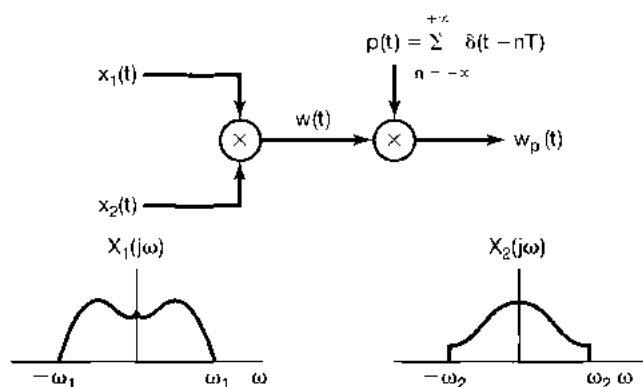 +∞
p(t) = Σ δ(t – nT)
n = –∞
x₁(t)
w(t)
× ×
wₚ(t)
x₂(t)
X₁(jω) X₂(jω)
–ω₁ ω₁ ω –ω₂ ω₂ ω